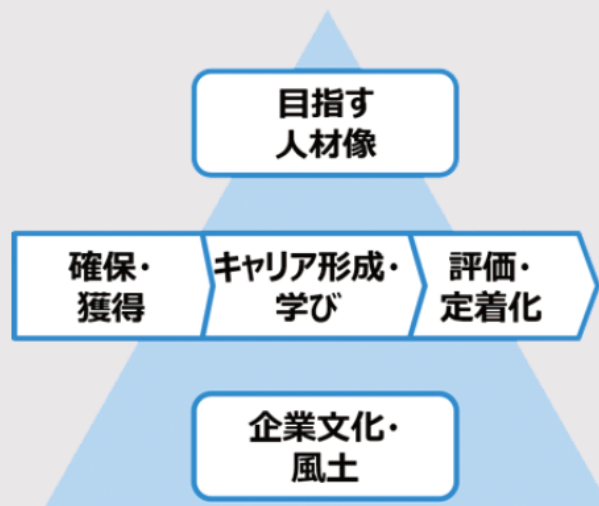 目指す
人材像
確保・
獲得
キャリア形成・
学び
評価・
定着化
企業文化・
風土